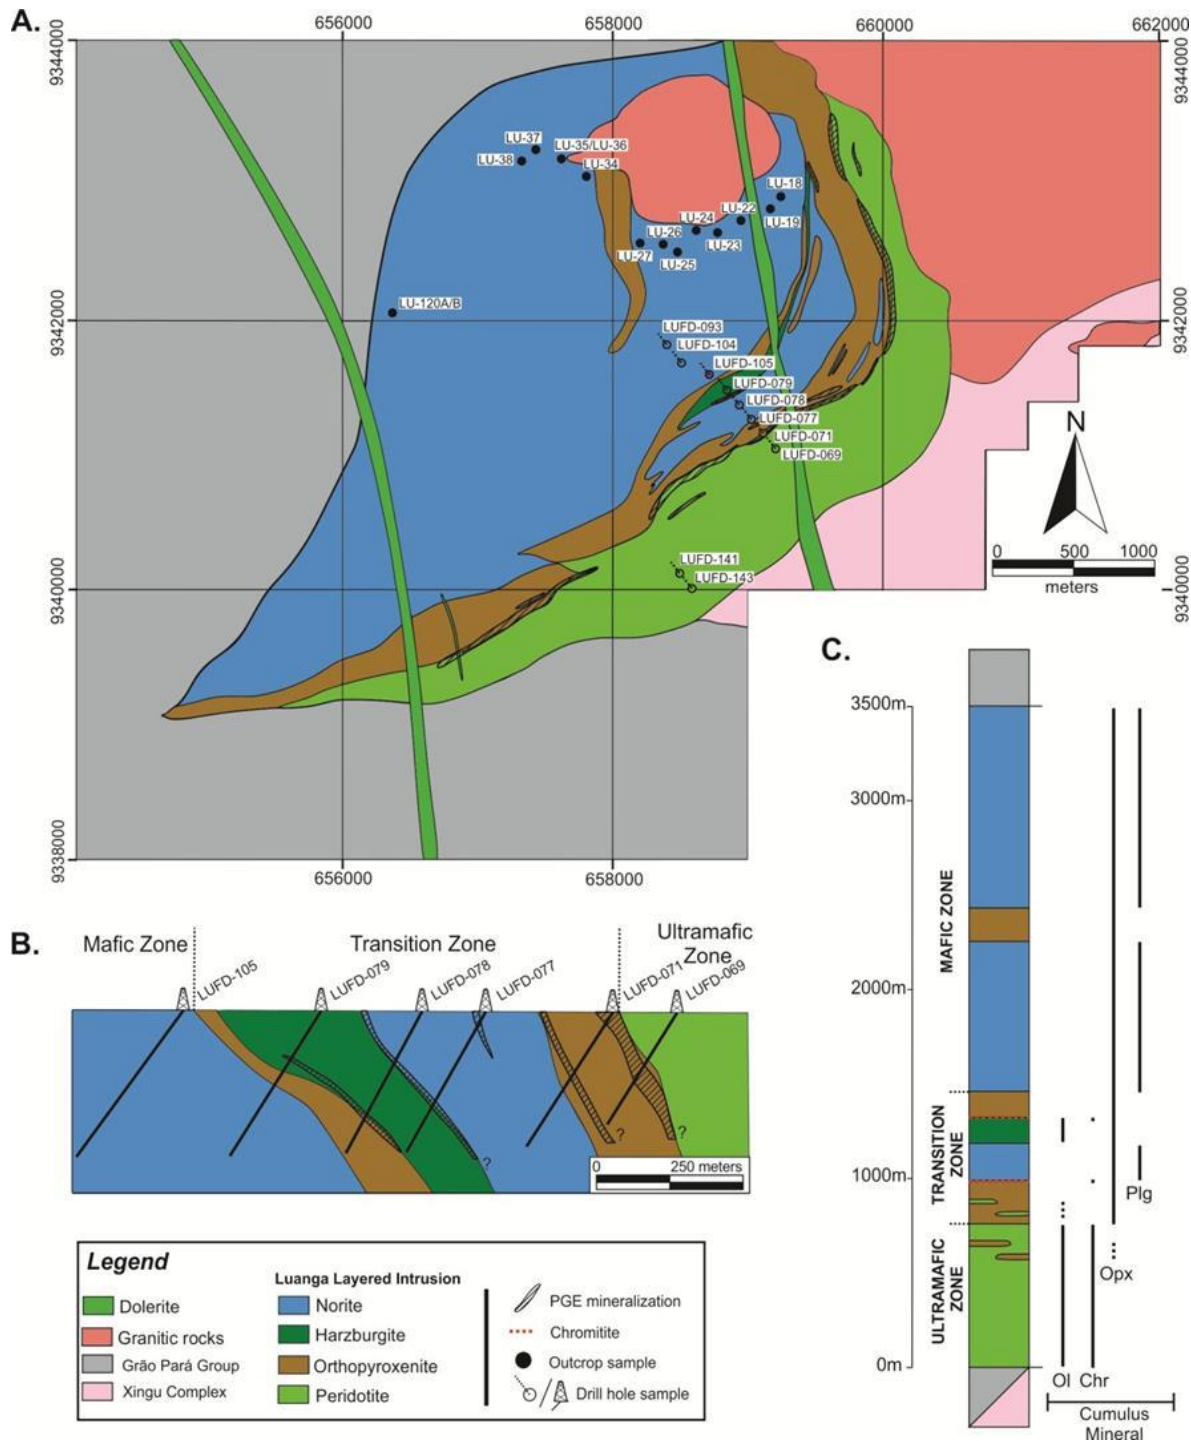 A.
656000
658000
660000
662000
9344000
9344000
LU-37
LU-35/LU-36
LU-38
LU-34
LU-18
LU-22
LU-24
LU-19
LU-26
LU-23
LU-27
LU-25
LU-120A/B
9342000
9342000
LUFD-093
LUFD-104
LUFD-105
LUFD-079
LUFD-078
LUFD-077
LUFD-071
LUFD-069
N
0 500 1000
meters
LUFD-141
LUFD-143
9340000
9340000
9338000
656000
658000
B.
Mafic Zone
Transition Zone
Ultramafic
Zone
LUFD-105
LUFD-079
LUFD-078
LUFD-077
LUFD-071
LUFD-069
?
?
?
0 250 meters
C.
3500m
3000m
2000m
1000m
0m
MAFIC ZONE
TRANSITION
ZONE
ULTRAMAFIC
ZONE
Plg
Opx
Ol Chr
Cumulus
Mineral
Legend
Dolerite
Granitic rocks
Grão Pará Group
Xingu Complex
Luanga Layered Intrusion
Norite
Harzburgite
Orthopyroxenite
Peridotite
PGE mineralization
Chromitite
Outcrop sample
Drill hole sample